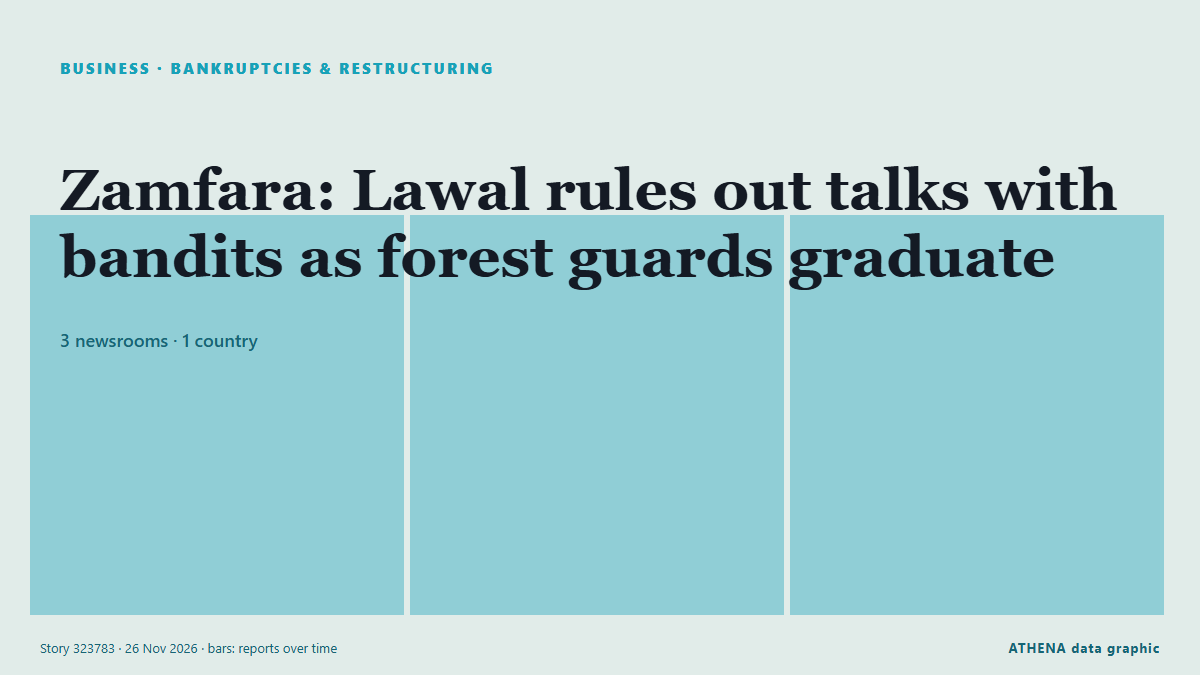 BUSINESS · BANKRUPTCIES & RESTRUCTURING
Zamfara: Lawal rules out talks with
bandits as forest guards graduate
3 newsrooms · 1 country
Story 323783 · 26 Nov 2026 · bars: reports over time
ATHENA data graphic